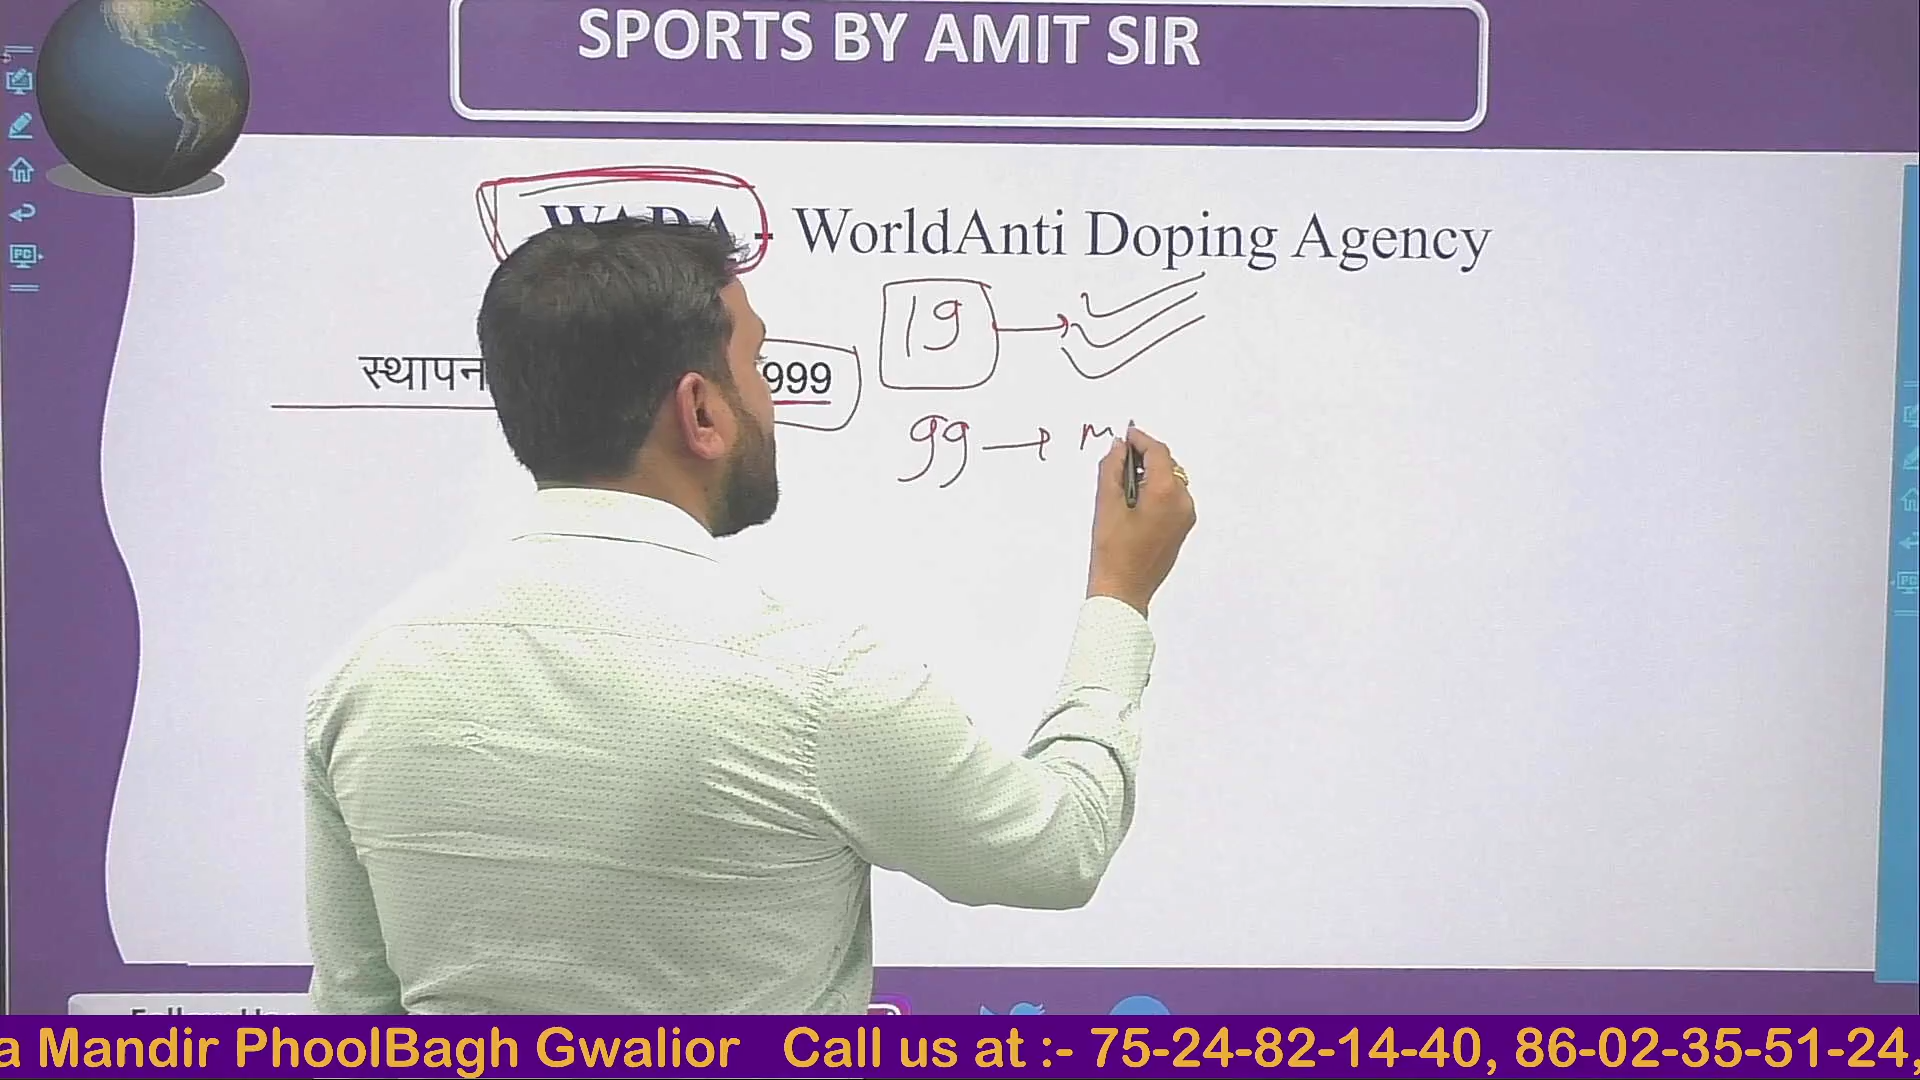 SPORTS BY AMIT SIR
WADA - WorldAnti Doping Agency
19
999
99 → M
a Mandir PhoolBagh Gwalior Call us at :- 75-24-82-14-40, 86-02-35-51-24,